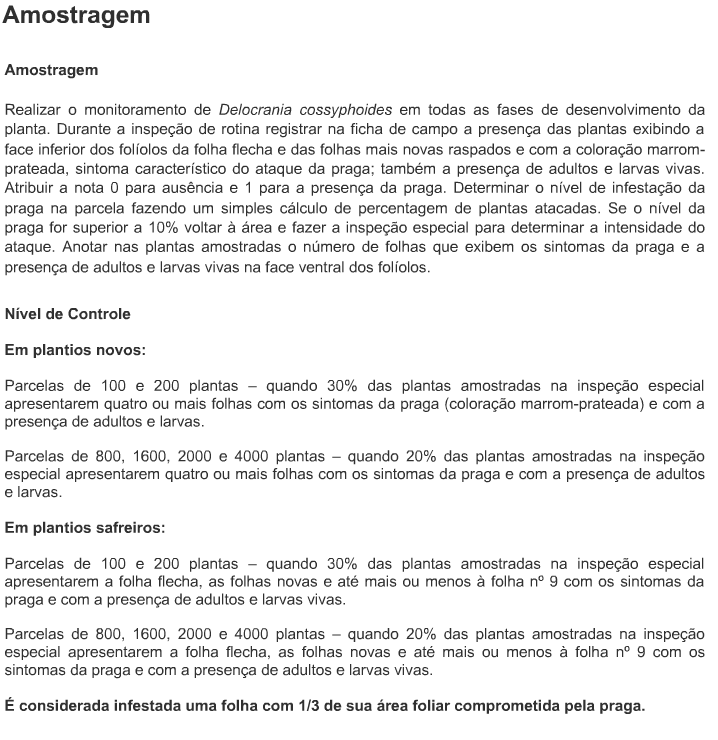 Amostragem
Amostragem
Realizar o monitoramento de Delocrania cossyphoides em todas as fases de desenvolvimento da
planta. Durante a inspeção de rotina registrar na ficha de campo a presença das plantas exibindo a
face inferior dos folíolos da folha flecha e das folhas mais novas raspados e com a coloração marrom-
prateada, sintoma característico do ataque da praga; também a presença de adultos e larvas vivas.
Atribuir a nota 0 para ausência e 1 para a presença da praga. Determinar o nível de infestação da
praga na parcela fazendo um simples cálculo de percentagem de plantas atacadas. Se o nível da
praga for superior a 10% voltar à área e fazer a inspeção especial para determinar a intensidade do
ataque. Anotar nas plantas amostradas o número de folhas que exibem os sintomas da praga e a
presença de adultos e larvas vivas na face ventral dos folíolos.
Nível de Controle
Em plantios novos:
Parcelas de 100 e 200 plantas – quando 30% das plantas amostradas na inspeção especial
apresentarem quatro ou mais folhas com os sintomas da praga (coloração marrom-prateada) e com a
presença de adultos e larvas.
Parcelas de 800, 1600, 2000 e 4000 plantas – quando 20% das plantas amostradas na inspeção
especial apresentarem quatro ou mais folhas com os sintomas da praga e com a presença de adultos
e larvas.
Em plantios safreiros:
Parcelas de 100 e 200 plantas – quando 30% das plantas amostradas na inspeção especial
apresentarem a folha flecha, as folhas novas e até mais ou menos à folha nº 9 com os sintomas da
praga e com a presença de adultos e larvas vivas.
Parcelas de 800, 1600, 2000 e 4000 plantas – quando 20% das plantas amostradas na inspeção
especial apresentarem a folha flecha, as folhas novas e até mais ou menos à folha nº 9 com os
sintomas da praga e com a presença de adultos e larvas vivas.
É considerada infestada uma folha com 1/3 de sua área foliar comprometida pela praga.